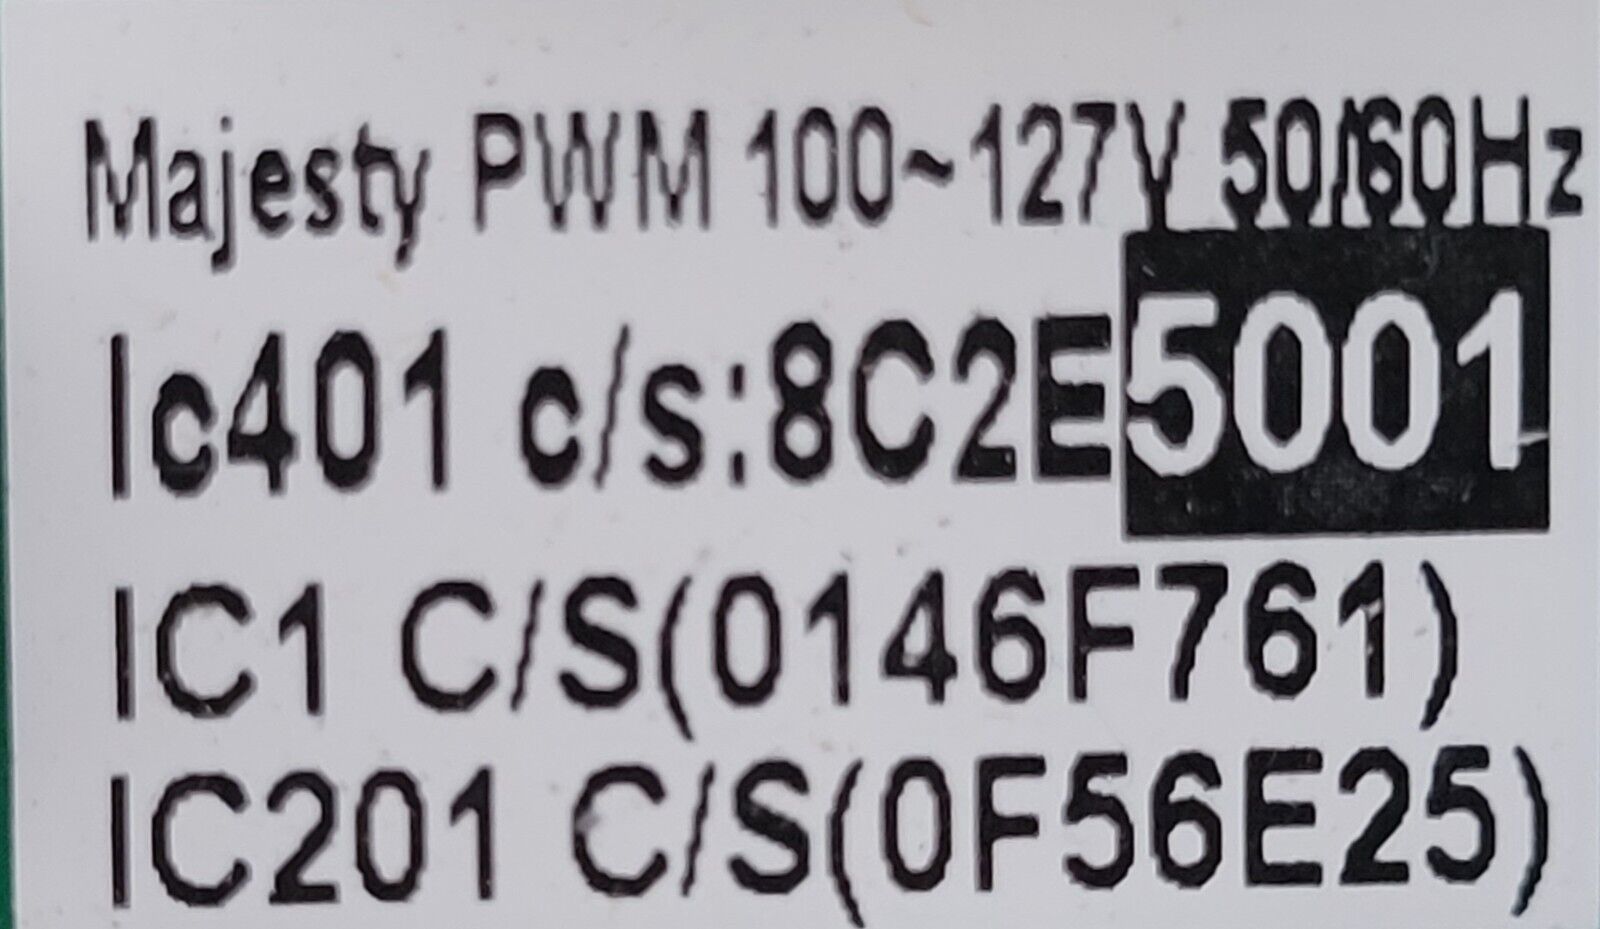 Majesty PWM 100~127V 50/60Hz
Ic401 c/s:8C2E5001
IC1 C/S(0146F761)
IC201 C/S(0F56E25)